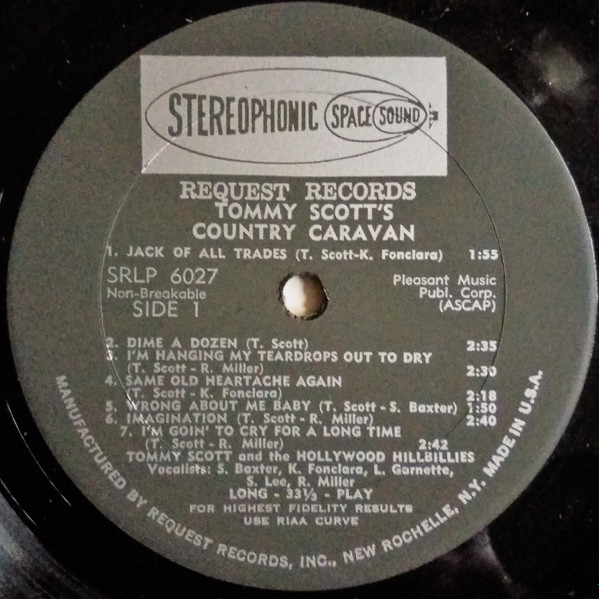 STEREOPHONIC SPACE SOUND
REQUEST RECORDS
TOMMY SCOTT'S
COUNTRY CARAVAN
1. JACK OF ALL TRADES (T. Scott-K. Fonclara) 1:55
SRLP 6027
Non-Breakable
SIDE 1
Pleasant Music
Publ. Corp.
(ASCAP)
2. DIME A DOZEN (T. Scott) 2:35
3. I'M HANGING MY TEARDROPS OUT TO DRY
(T. Scott - R. Miller) 2:30
4. SAME OLD HEARTACHE AGAIN
(T. Scott - K. Fonclara) 2:18
5. WRONG ABOUT ME BABY (T. Scott - S. Baxter) 1:50
6. IMAGINATION (T. Scott - R. Miller) 2:40
7. I'M GOIN' TO CRY FOR A LONG TIME
(T. Scott - R. Miller) 2:42
TOMMY SCOTT and the HOLLYWOOD HILLBILLIES
Vocalists: S. Baxter, K. Fonclara, L. Gornette,
S. Lee, R. Miller
LONG - 33⅓ - PLAY
FOR HIGHEST FIDELITY RESULTS
USE RIAA CURVE
MANUFACTURED BY REQUEST RECORDS, INC., NEW ROCHELLE, N.Y. MADE IN U.S.A.